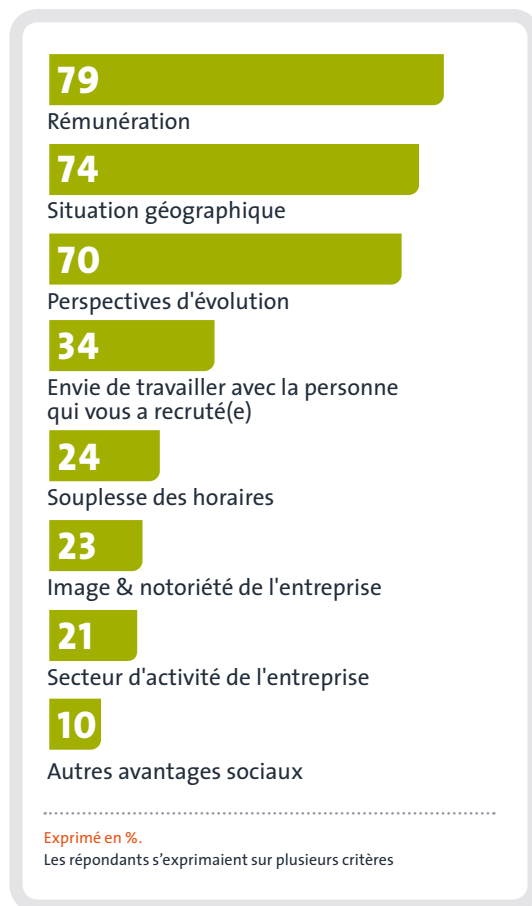 79
Rémunération
74
Situation géographique
70
Perspectives d'évolution
34
Envie de travailler avec la personne
qui vous a recruté(e)
24
Souplesse des horaires
23
Image & notoriété de l'entreprise
21
Secteur d'activité de l'entreprise
10
Autres avantages sociaux
Exprimé en %.
Les répondants s’exprimaient sur plusieurs critères